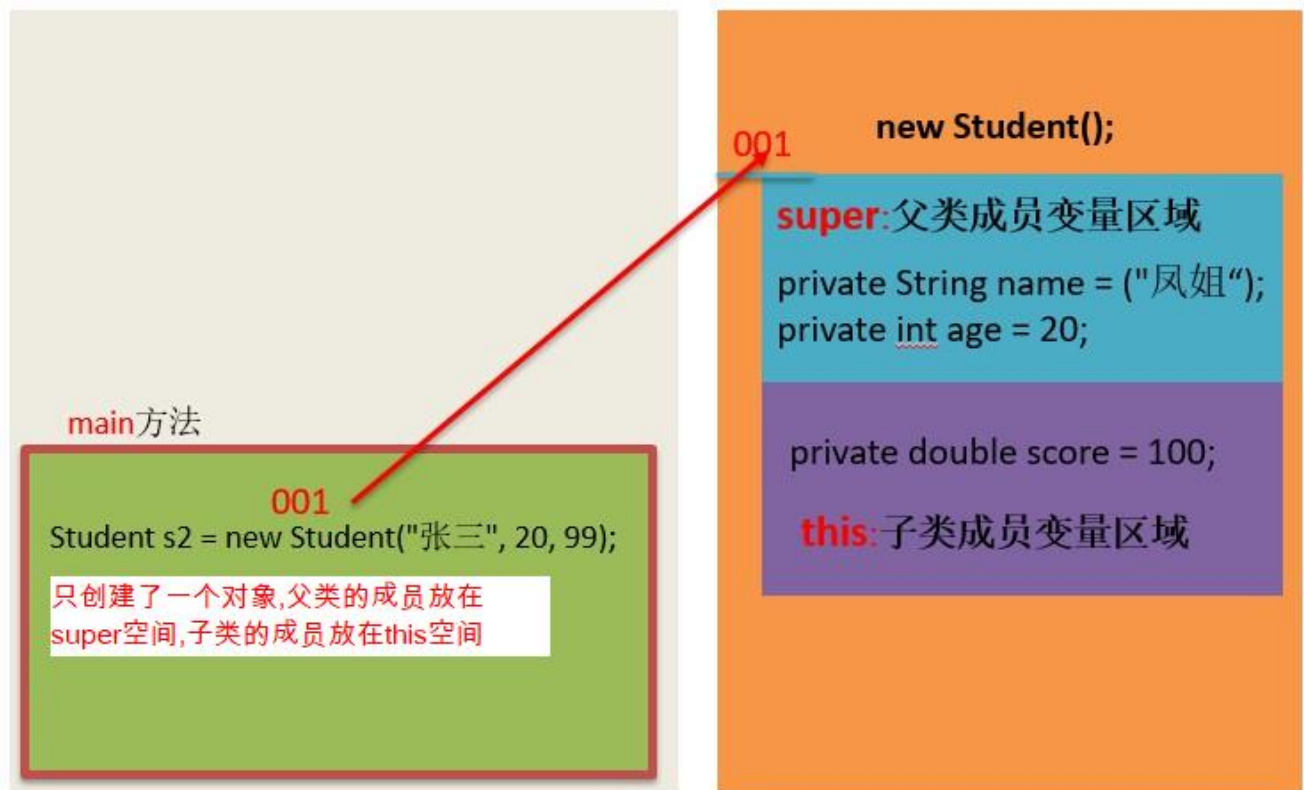 main方法
001
Student s2 = new Student("张三", 20, 99);
只创建了一个对象,父类的成员放在
super空间,子类的成员放在this空间
001
new Student();
super:父类成员变量区域
private String name = ("凤姐“);
private int age = 20;
private double score = 100;
this:子类成员变量区域